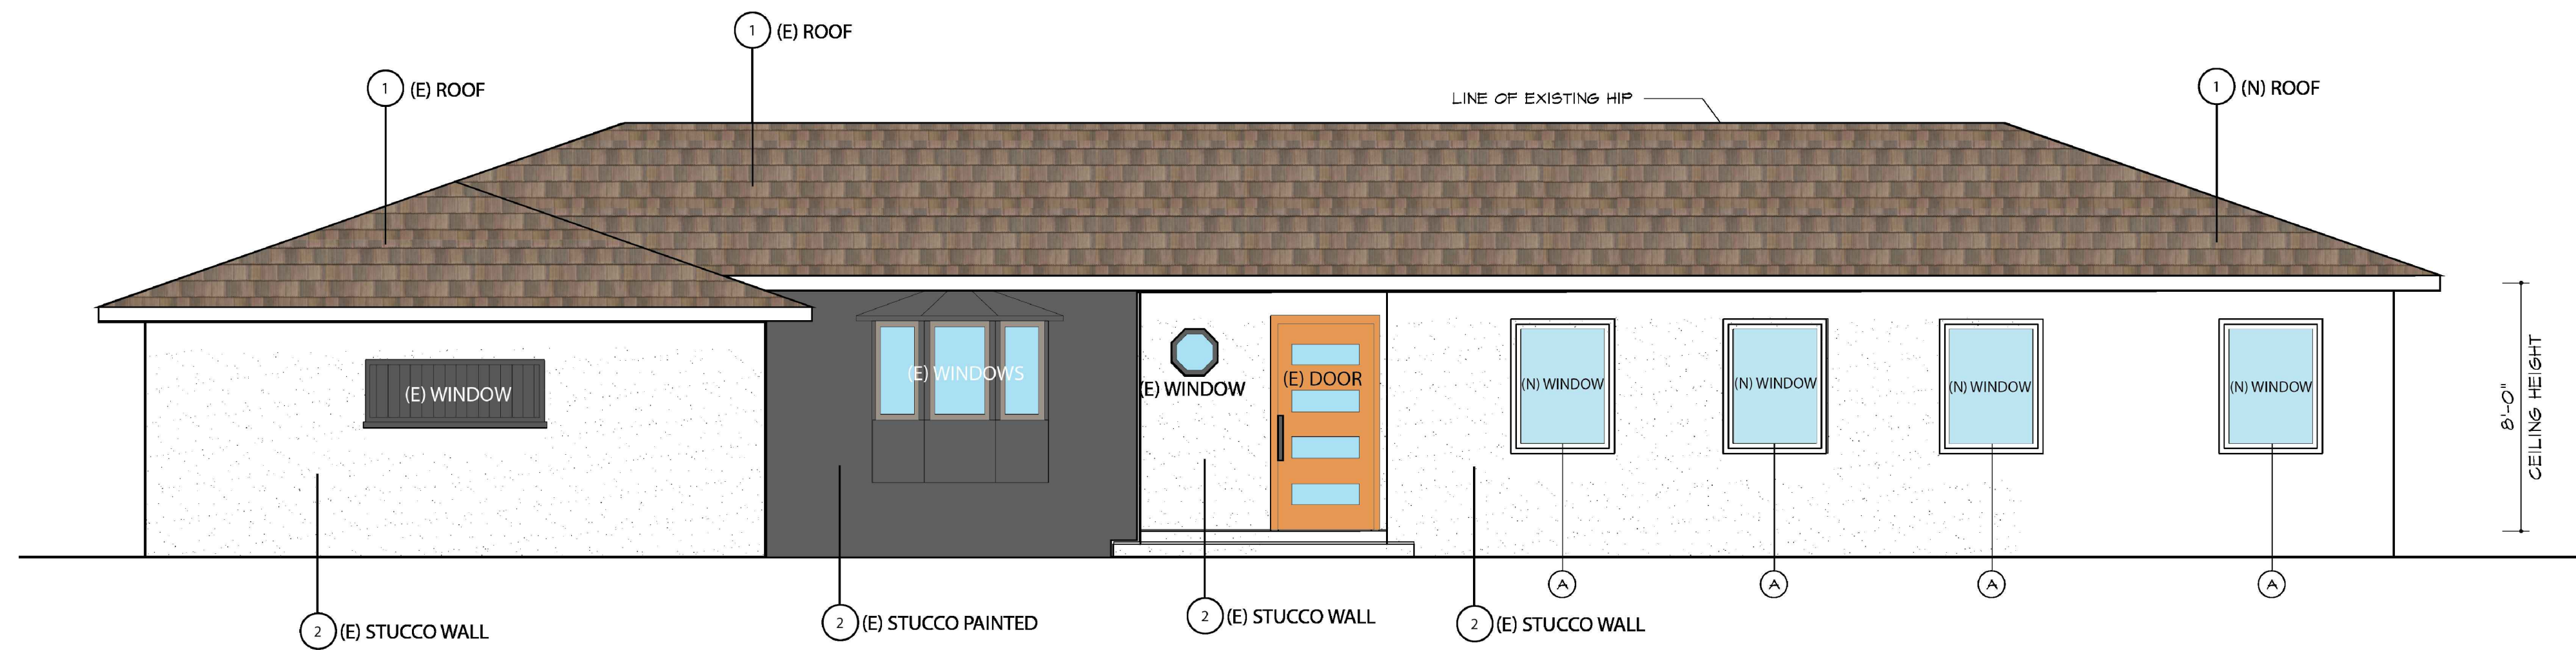 1 (E) ROOF
1 (E) ROOF
LINE OF EXISTING HIP
1 (N) ROOF
(E) WINDOW
(E) WINDOWS
(E) WINDOW
(E) DOOR
(N) WINDOW
(N) WINDOW
(N) WINDOW
(N) WINDOW
8'-0"
CEILING HEIGHT
A
A
A
A
2 (E) STUCCO WALL
2 (E) STUCCO PAINTED
2 (E) STUCCO WALL
2 (E) STUCCO WALL